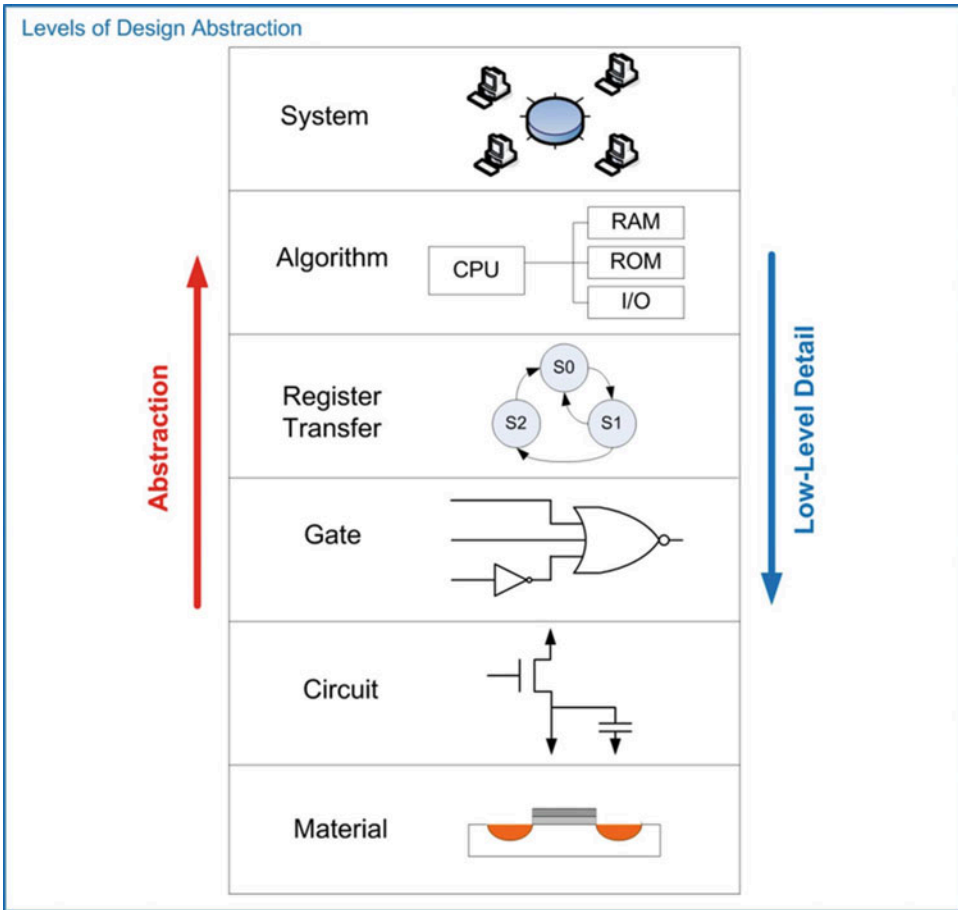 Levels of Design Abstraction
System
Algorithm
CPU
RAM
ROM
I/O
Abstraction
Low-Level Detail
Register
Transfer
S0
S2
S1
Gate
Circuit
Material